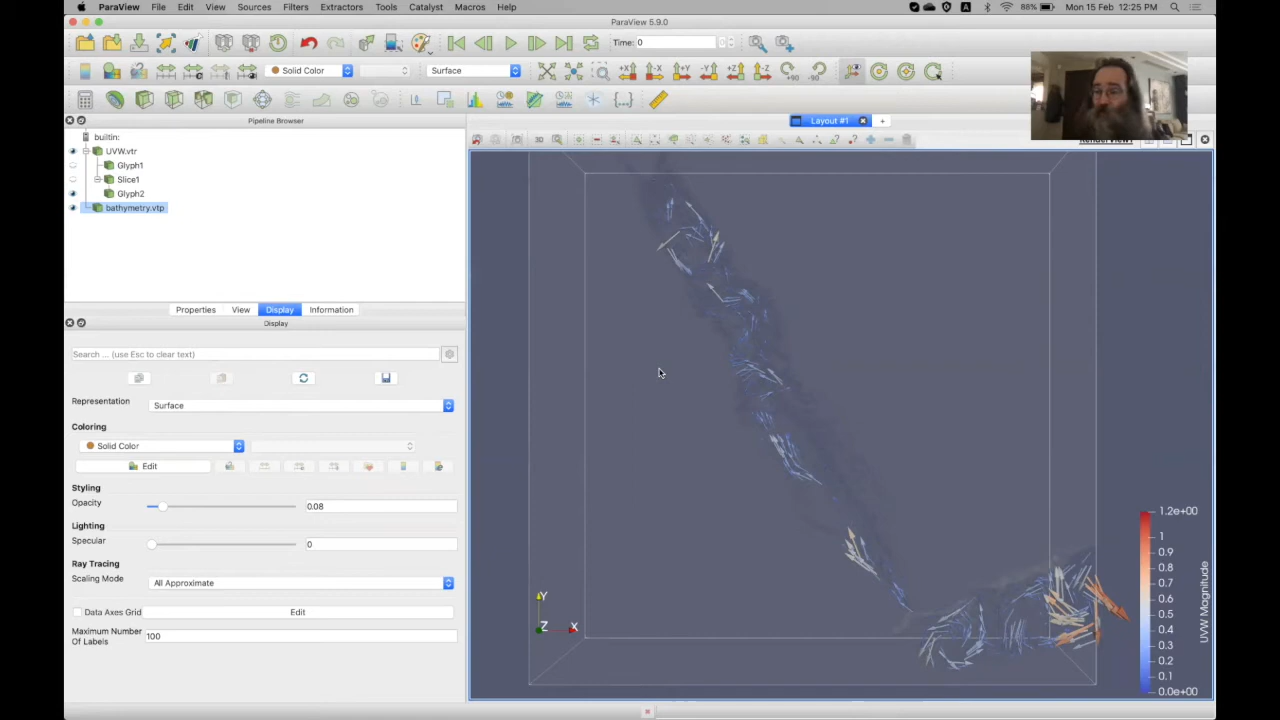 ParaView File Edit View Sources Filters Extractors Tools Catalyst Macros Help A 88% Mon 15 Feb 12:25 PM
ParaView 5.9.0
Time: 0
Solid Color Surface +X -X +Y -Y +Z -Z +90 -90
Pipeline Browser
Layout #1
3D
builtin:
UVW.vtr
Glyph1
Slice1
Glyph2
bathymetry.vtp
Properties View Display Information
Display
Search ... (use Esc to clear text)
Representation Surface
Coloring
Solid Color
Edit
Styling
Opacity 0.08
Lighting
Specular 0
Ray Tracing
Scaling Mode All Approximate
Data Axes Grid Edit
Maximum Number Of Labels 100
Y
Z X
1.2e+00
1
0.9
0.8
0.7
0.6
0.5
0.4
0.3
0.2
0.1
0.0e+00
UVW Magnitude